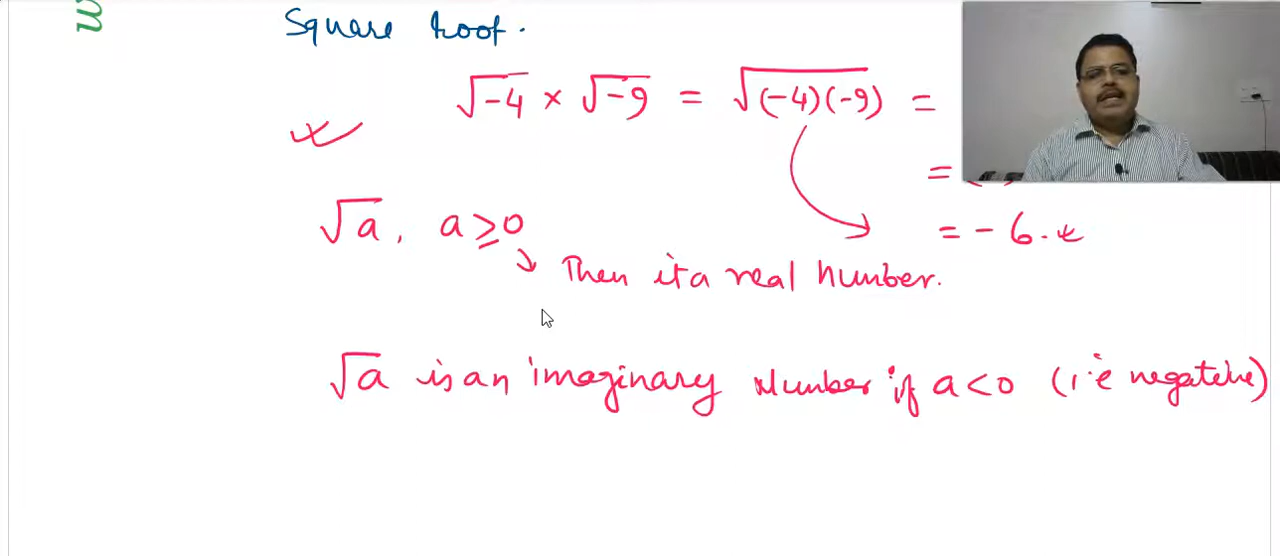 Square root.
√-4 × √-9 = √(-4)(-9) =
=
√a, a ≥ 0
= - 6.
Then it a real number.
√a is an imaginary Number if a < 0 (i.e negative)